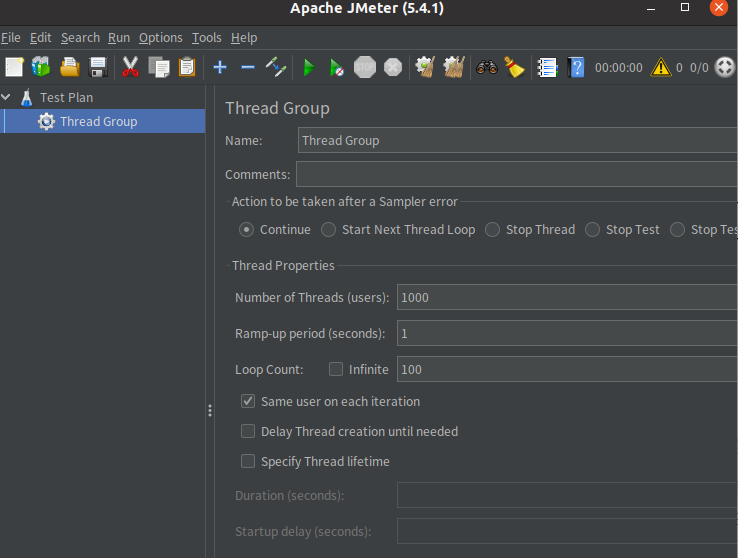 Apache JMeter (5.4.1)
File Edit Search Run Options Tools Help
STOP 00:00:00 0 0/0
Test Plan
Thread Group
Thread Group
Name: Thread Group
Comments:
Action to be taken after a Sampler error
Continue Start Next Thread Loop Stop Thread Stop Test Stop Tes
Thread Properties
Number of Threads (users): 1000
Ramp-up period (seconds): 1
Loop Count: Infinite 100
Same user on each iteration
Delay Thread creation until needed
Specify Thread lifetime
Duration (seconds):
Startup delay (seconds):